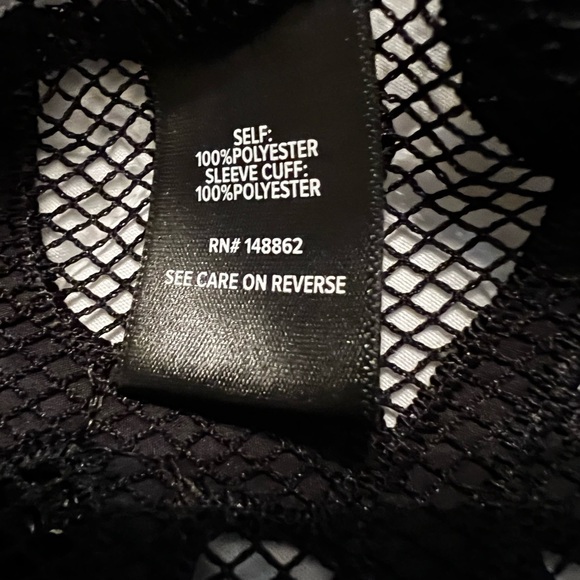 SELF:
100%POLYESTER
SLEEVE CUFF:
100%POLYESTER
RN# 148862
SEE CARE ON REVERSE